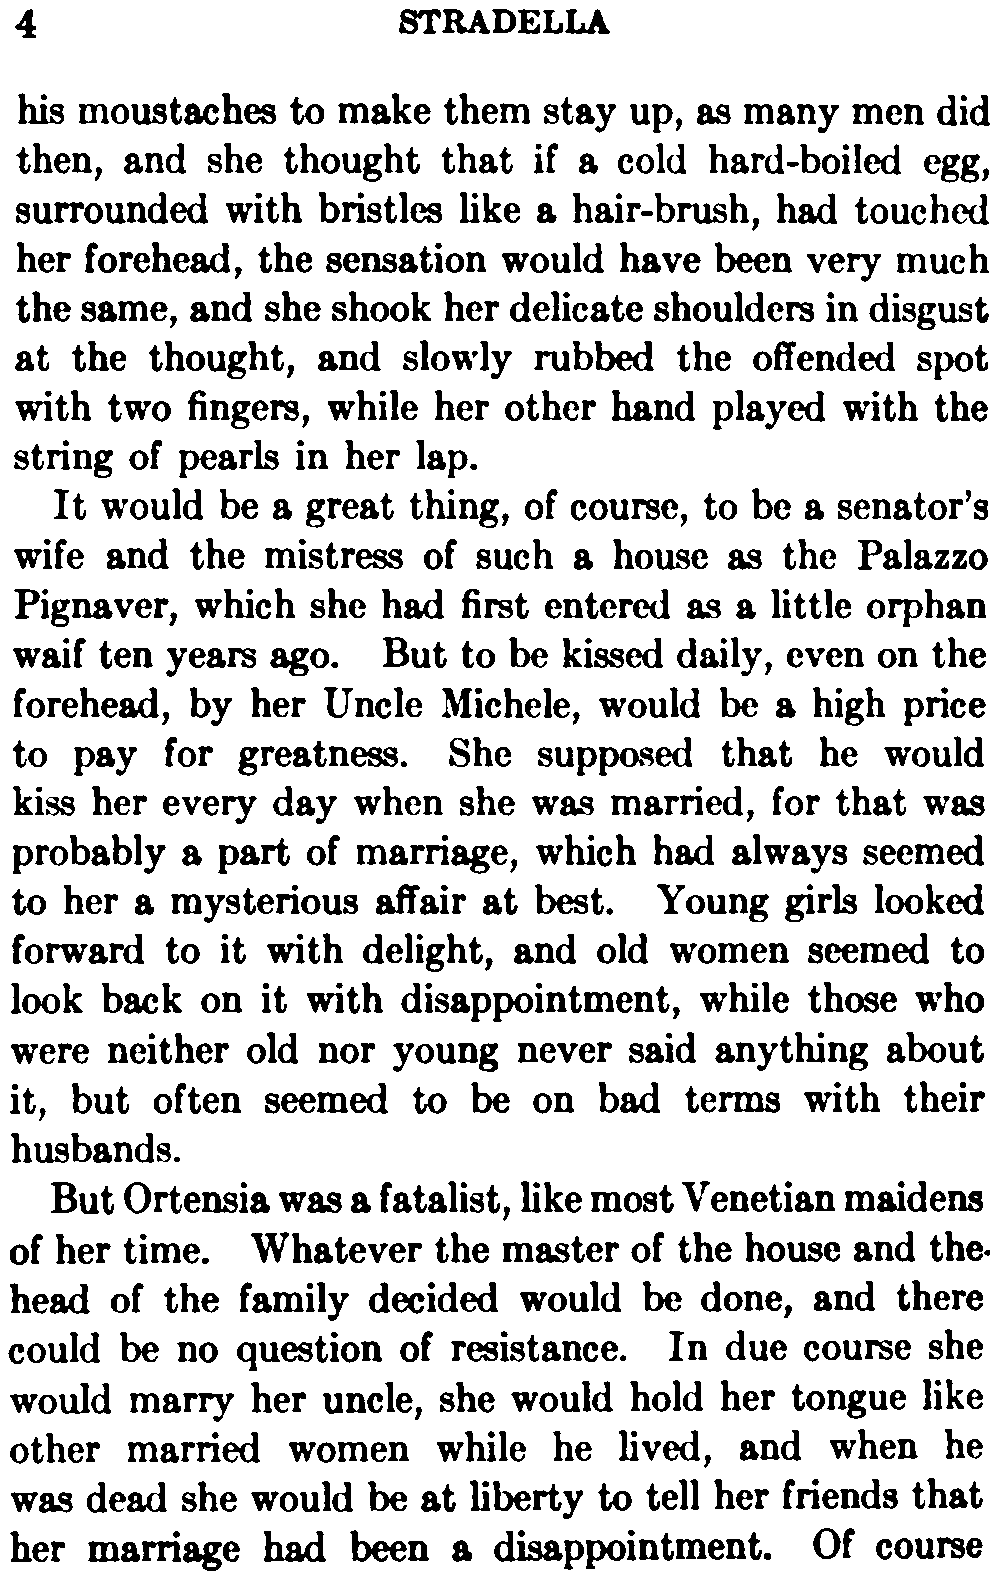 4 STRADELLA
his moustaches to make them stay up, as many men did
then, and she thought that if a cold hard-boiled egg,
surrounded with bristles like a hair-brush, had touched
her forehead, the sensation would have been very much
the same, and she shook her delicate shoulders in disgust
at the thought, and slowly rubbed the offended spot
with two fingers, while her other hand played with the
string of pearls in her lap.
It would be a great thing, of course, to be a senator's
wife and the mistress of such a house as the Palazzo
Pignaver, which she had first entered as a little orphan
waif ten years ago. But to be kissed daily, even on the
forehead, by her Uncle Michele, would be a high price
to pay for greatness. She supposed that he would
kiss her every day when she was married, for that was
probably a part of marriage, which had always seemed
to her a mysterious affair at best. Young girls looked
forward to it with delight, and old women seemed to
look back on it with disappointment, while those who
were neither old nor young never said anything about
it, but often seemed to be on bad terms with their
husbands.
But Ortensia was a fatalist, like most Venetian maidens
of her time. Whatever the master of the house and the
head of the family decided would be done, and there
could be no question of resistance. In due course she
would marry her uncle, she would hold her tongue like
other married women while he lived, and when he
was dead she would be at liberty to tell her friends that
her marriage had been a disappointment. Of course